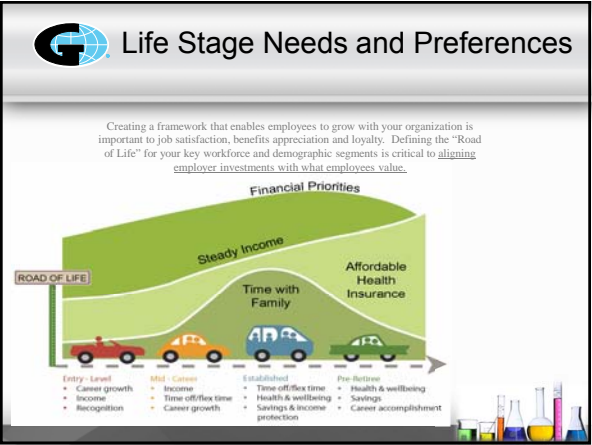 Life Stage Needs and Preferences
Creating a framework that enables employees to grow with your organization is
important to job satisfaction, benefits appreciation and loyalty. Defining the “Road
of Life” for your key workforce and demographic segments is critical to aligning
employer investments with what employees value.
Financial Priorities
Steady Income
ROAD OF LIFE
Time with
Family
Affordable
Health
Insurance
Entry - Level
• Career growth
• Income
• Recognition
Mid - Career
• Income
• Time off/flex time
• Career growth
Established
• Time off/flex time
• Health & wellbeing
• Savings & income
protection
Pre-Retiree
• Health & wellbeing
• Savings
• Career accomplishment